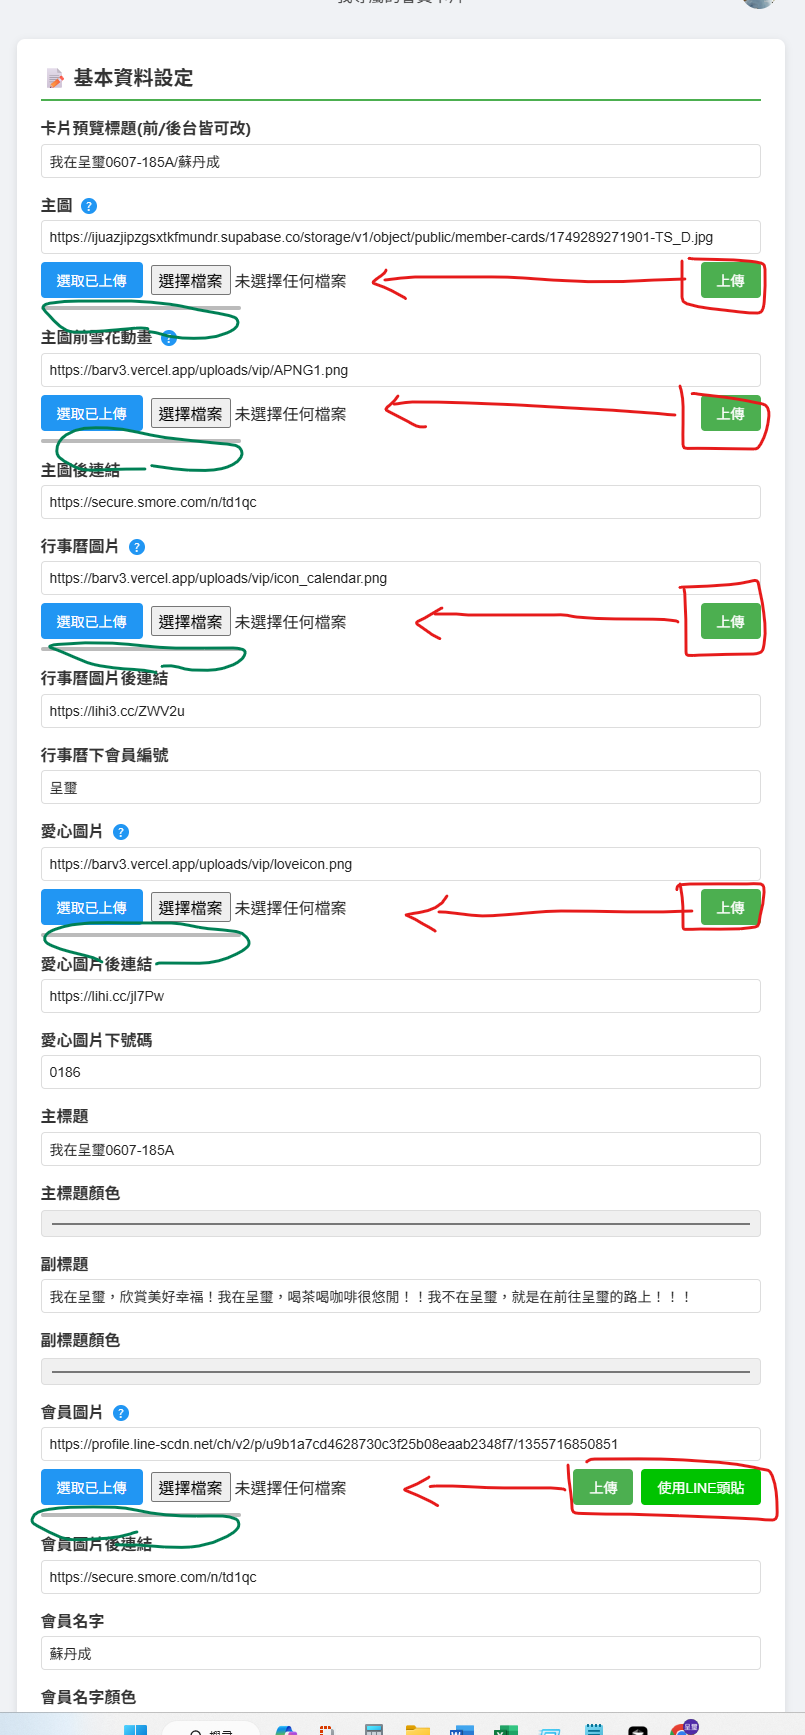 基本資料設定
卡片預覽標題(前/後台皆可改)
我在呈璽0607-185A/蘇丹成
主圖 ?
https://ijuazjipzgsxtkfmundr.supabase.co/storage/v1/object/public/member-cards/1749289271901-TS_D.jpg
選取已上傳 選擇檔案 未選擇任何檔案 上傳
主圖前雪花動畫 ?
https://barv3.vercel.app/uploads/vip/APNG1.png
選取已上傳 選擇檔案 未選擇任何檔案 上傳
主圖後連結
https://secure.smore.com/n/td1qc
行事曆圖片 ?
https://barv3.vercel.app/uploads/vip/icon_calendar.png
選取已上傳 選擇檔案 未選擇任何檔案 上傳
行事曆圖片後連結
https://lihi3.cc/ZWV2u
行事曆下會員編號
呈璽
愛心圖片 ?
https://barv3.vercel.app/uploads/vip/loveicon.png
選取已上傳 選擇檔案 未選擇任何檔案 上傳
愛心圖片後連結
https://lihi.cc/jl7Pw
愛心圖片下號碼
0186
主標題
我在呈璽0607-185A
主標題顏色
副標題
我在呈璽，欣賞美好幸福！我在呈璽，喝茶喝咖啡很悠閒！！我不在呈璽，就是在前往呈璽的路上！！！
副標題顏色
會員圖片 ?
https://profile.line-scdn.net/ch/v2/p/u9b1a7cd4628730c3f25b08eaab2348f7/1355716850851
選取已上傳 選擇檔案 未選擇任何檔案 上傳 使用LINE頭貼
會員圖片後連結
https://secure.smore.com/n/td1qc
會員名字
蘇丹成
會員名字顏色